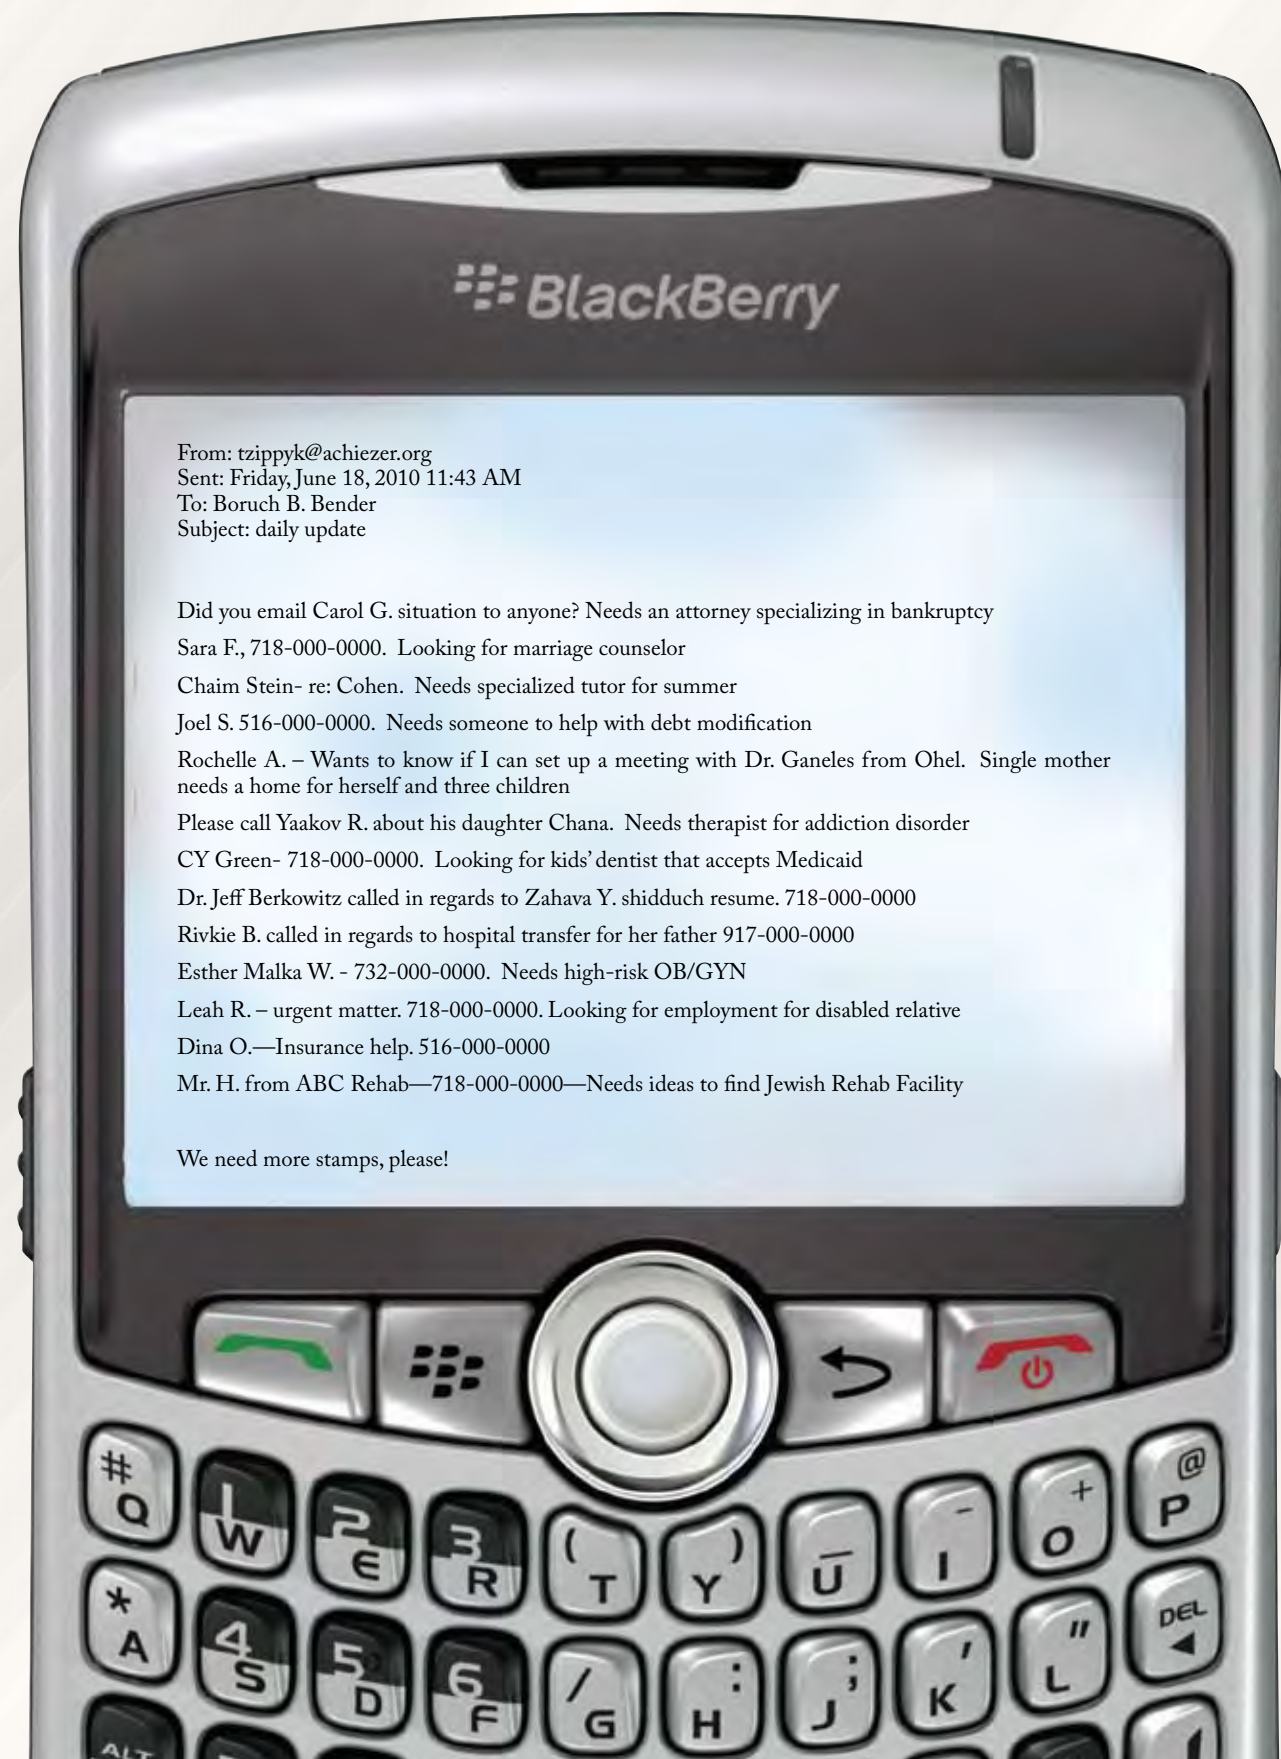 BlackBerry
From: tzippyk@achiezer.org
Sent: Friday, June 18, 2010 11:43 AM
To: Boruch B. Bender
Subject: daily update
Did you email Carol G. situation to anyone? Needs an attorney specializing in bankruptcy
Sara F., 718-000-0000.  Looking for marriage counselor
Chaim Stein- re: Cohen.  Needs specialized tutor for summer
Joel S. 516-000-0000.  Needs someone to help with debt modification
Rochelle A. – Wants to know if I can set up a meeting with Dr. Ganeles from Ohel.  Single mother
needs a home for herself and three children
Please call Yaakov R. about his daughter Chana.  Needs therapist for addiction disorder
CY Green- 718-000-0000.  Looking for kids' dentist that accepts Medicaid
Dr. Jeff Berkowitz called in regards to Zahava Y. shidduch resume. 718-000-0000
Rivkie B. called in regards to hospital transfer for her father 917-000-0000
Esther Malka W. - 732-000-0000.  Needs high-risk OB/GYN
Leah R. – urgent matter. 718-000-0000. Looking for employment for disabled relative
Dina O.—Insurance help. 516-000-0000
Mr. H. from ABC Rehab—718-000-0000—Needs ideas to find Jewish Rehab Facility
We need more stamps, please!
# Q 1 W 2 E 3 R ( T ) Y _ U - I + O @ P
* A 4 S 5 D 6 F / G : H ; J ' K " L DEL
ALT